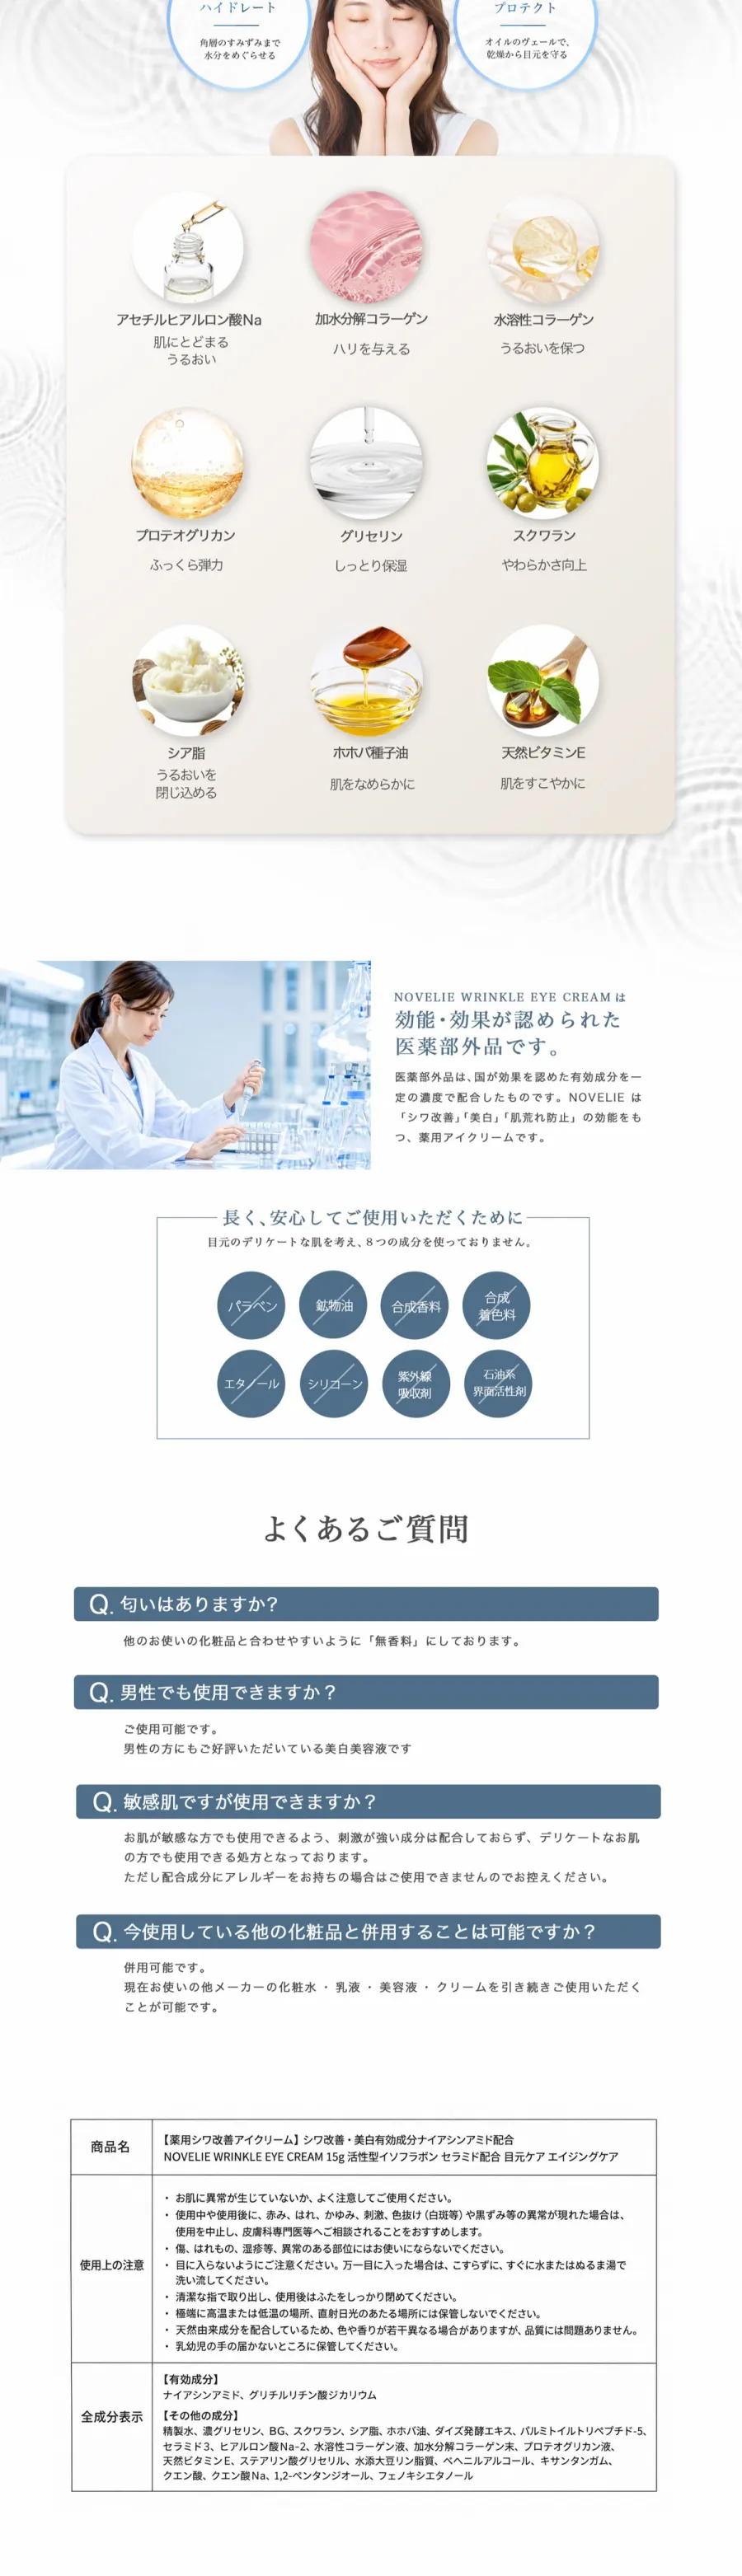 ハイドレート
角層のすみずみまで
水分をめぐらせる
プロテクト
オイルのヴェールで、
乾燥から目元を守る
アセチルヒアルロン酸Na
肌にとどまる
うるおい
加水分解コラーゲン
ハリを与える
水溶性コラーゲン
うるおいを保つ
プロテオグリカン
ふっくら弾力
グリセリン
しっとり保湿
スクワラン
やわらかさ向上
シア脂
うるおいを
閉じ込める
ホホバ種子油
肌をなめらかに
天然ビタミンE
肌をすこやかに
NOVELIE WRINKLE EYE CREAMは
効能・効果が認められた
医薬部外品です。
医薬部外品は、国が効果を認めた有効成分を一
定の濃度で配合したものです。NOVELIE は
「シワ改善」「美白」「肌荒れ防止」の効能をも
つ、薬用アイクリームです。
長く、安心してご使用いただくために
目元のデリケートな肌を考え、8つの成分を使っておりません。
パラベン
鉱物油
合成香料
合成
着色料
エタノール
シリコーン
紫外線
吸収剤
石油系
界面活性剤
よくあるご質問
Q. 匂いはありますか?
他のお使いの化粧品と合わせやすいように「無香料」にしております。
Q. 男性でも使用できますか？
ご使用可能です。
男性の方にもご好評いただいている美白美容液です
Q. 敏感肌ですが使用できますか？
お肌が敏感な方でも使用できるよう、刺激が強い成分は配合しておらず、デリケートなお肌
の方でも使用できる処方となっております。
ただし配合成分にアレルギーをお持ちの場合はご使用できませんのでお控えください。
Q. 今使用している他の化粧品と併用することは可能ですか？
併用可能です。
現在お使いの他メーカーの化粧水 ・ 乳液 ・ 美容液 ・ クリームを引き続きご使用いただく
ことが可能です。
商品名
【薬用シワ改善アイクリーム】シワ改善・美白有効成分ナイアシンアミド配合
NOVELIE WRINKLE EYE CREAM 15g 活性型イソフラボン セラミド配合 目元ケア エイジングケア
使用上の注意
・ お肌に異常が生じていないか、よく注意してご使用ください。
・ 使用中や使用後に、赤み、はれ、かゆみ、刺激、色抜け（白斑等）や黒ずみ等の異常が現れた場合は、
使用を中止し、皮膚科専門医等へご相談されることをおすすめします。
・ 傷、はれもの、湿疹等、異常のある部位にはお使いにならないでください。
・ 目に入らないようにご注意ください。万一目に入った場合は、こすらずに、すぐに水またはぬるま湯で
洗い流してください。
・ 清潔な指で取り出し、使用後はふたをしっかり閉めてください。
・ 極端に高温または低温の場所、直射日光のあたる場所には保管しないでください。
・ 天然由来成分を配合しているため、色や香りが若干異なる場合がありますが、品質には問題ありません。
・ 乳幼児の手の届かないところに保管してください。
全成分表示
【有効成分】
ナイアシンアミド、グリチルリチン酸ジカリウム
【その他の成分】
精製水、濃グリセリン、BG、スクワラン、シア脂、ホホバ油、ダイズ発酵エキス、パルミトイルトリペプチド-5、
セラミド3、ヒアルロン酸Na-2、水溶性コラーゲン液、加水分解コラーゲン末、プロテオグリカン液、
天然ビタミンE、ステアリン酸グリセリル、水添大豆リン脂質、ベヘニルアルコール、キサンタンガム、
クエン酸、クエン酸Na、1,2-ペンタンジオール、フェノキシエタノール